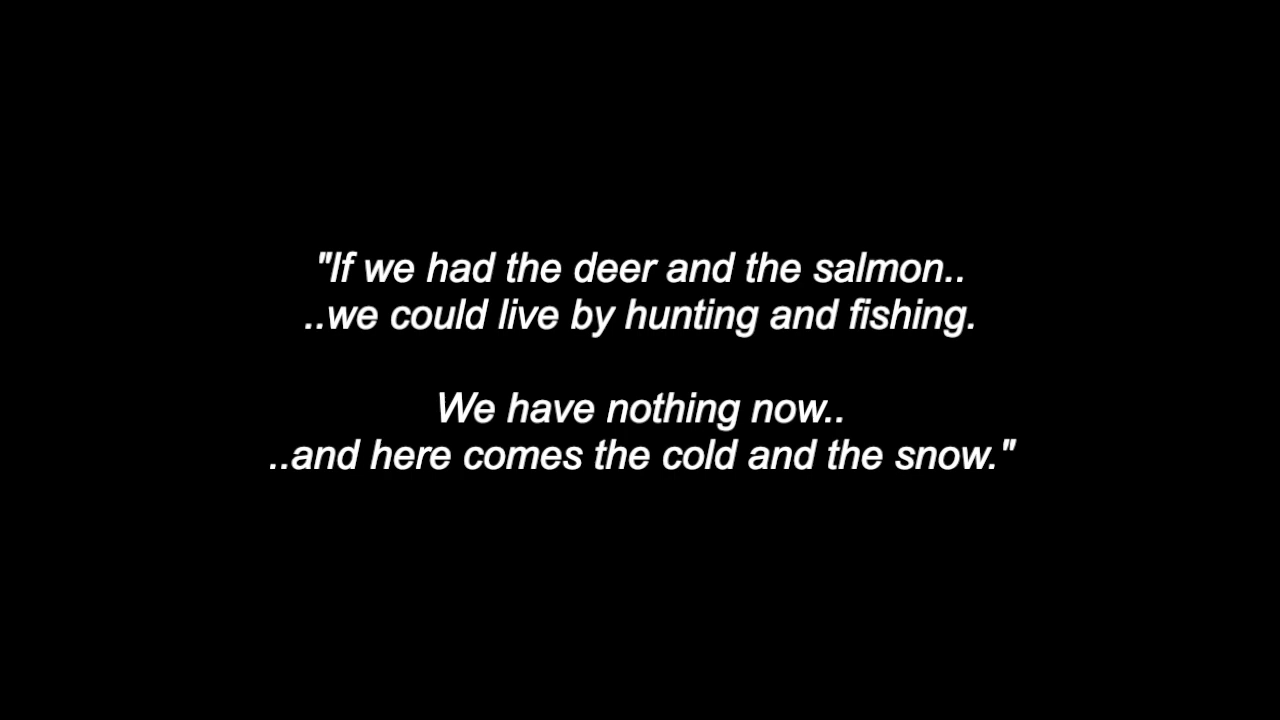 "If we had the deer and the salmon..
..we could live by hunting and fishing.
We have nothing now..
..and here comes the cold and the snow."